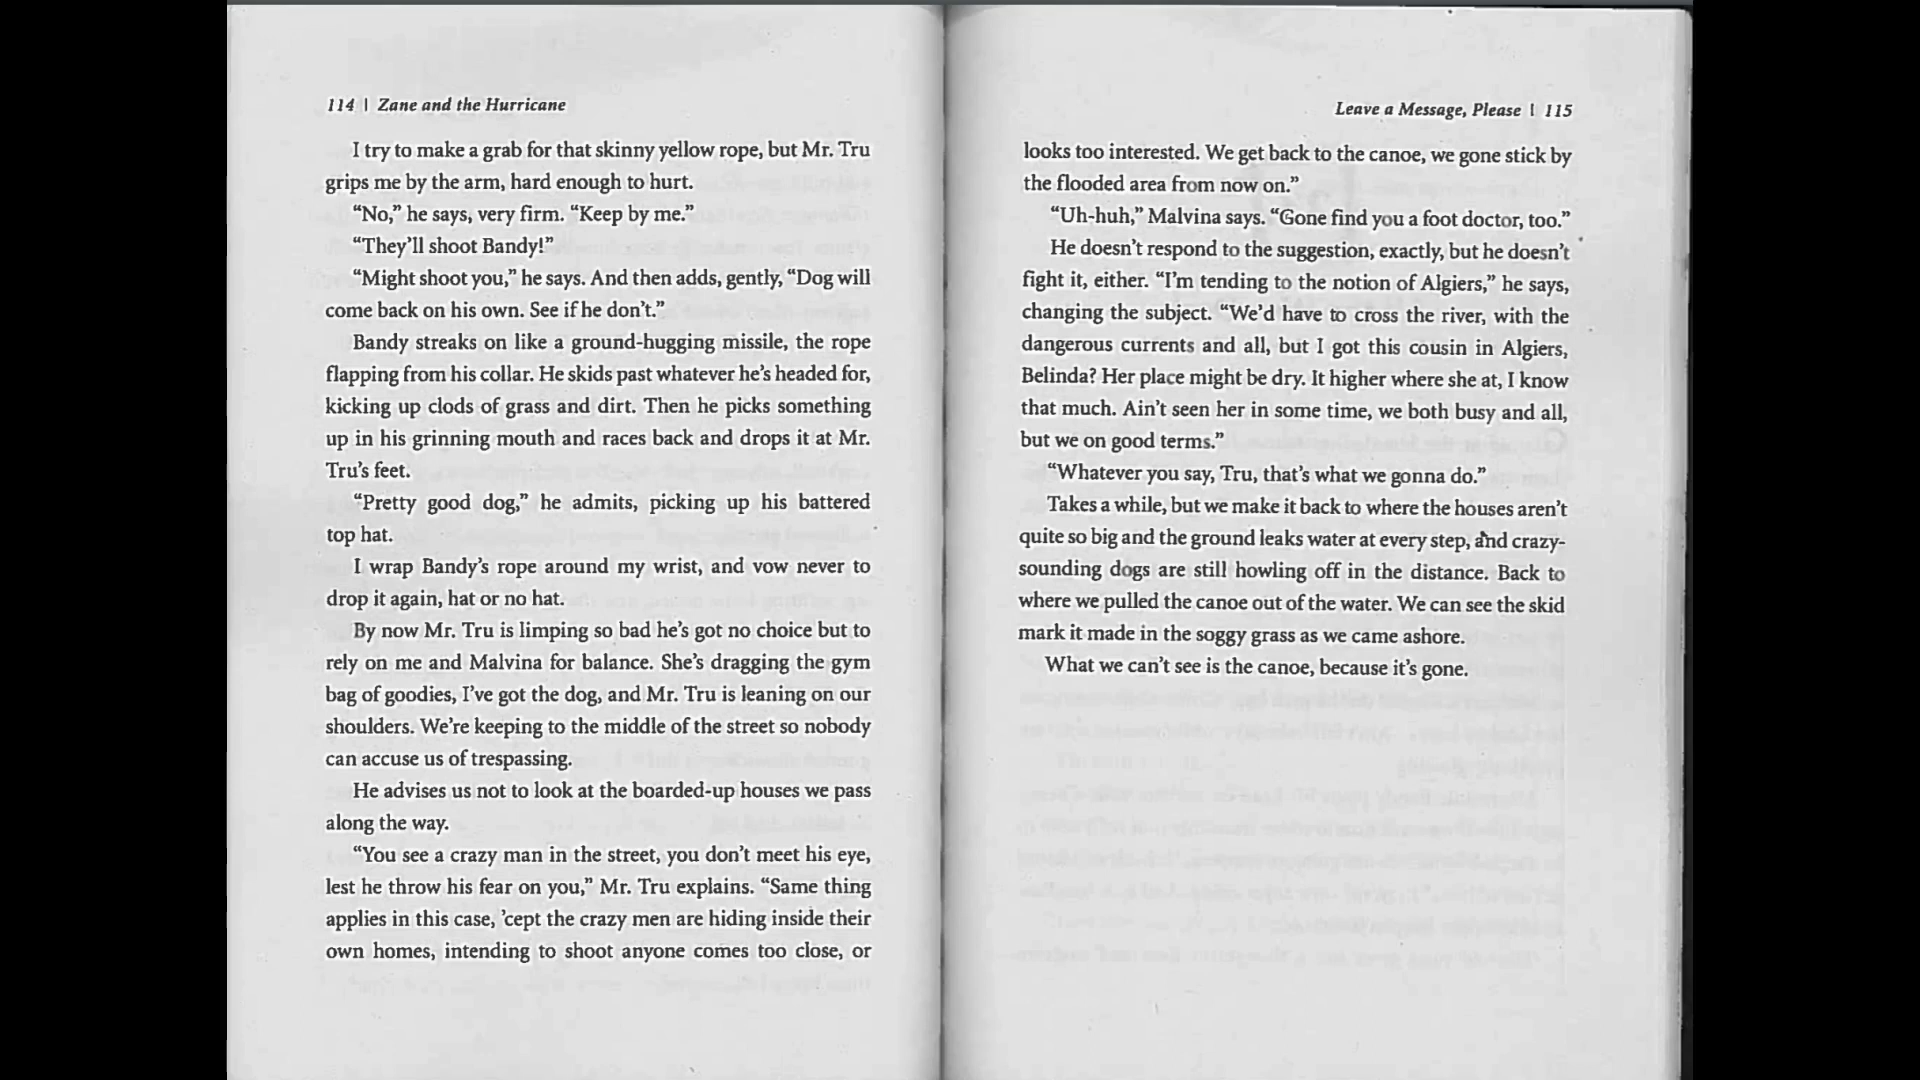 114 | Zane and the Hurricane
I try to make a grab for that skinny yellow rope, but Mr. Tru
grips me by the arm, hard enough to hurt.
“No,” he says, very firm. “Keep by me.”
“They’ll shoot Bandy!”
“Might shoot you,” he says. And then adds, gently, “Dog will
come back on his own. See if he don’t.”
Bandy streaks on like a ground-hugging missile, the rope
flapping from his collar. He skids past whatever he’s headed for,
kicking up clods of grass and dirt. Then he picks something
up in his grinning mouth and races back and drops it at Mr.
Tru’s feet.
“Pretty good dog,” he admits, picking up his battered
top hat.
I wrap Bandy’s rope around my wrist, and vow never to
drop it again, hat or no hat.
By now Mr. Tru is limping so bad he’s got no choice but to
rely on me and Malvina for balance. She’s dragging the gym
bag of goodies, I’ve got the dog, and Mr. Tru is leaning on our
shoulders. We’re keeping to the middle of the street so nobody
can accuse us of trespassing.
He advises us not to look at the boarded-up houses we pass
along the way.
“You see a crazy man in the street, you don’t meet his eye,
lest he throw his fear on you,” Mr. Tru explains. “Same thing
applies in this case, ’cept the crazy men are hiding inside their
own homes, intending to shoot anyone comes too close, or
Leave a Message, Please | 115
looks too interested. We get back to the canoe, we gone stick by
the flooded area from now on.”
“Uh-huh,” Malvina says. “Gone find you a foot doctor, too.”
He doesn’t respond to the suggestion, exactly, but he doesn’t
fight it, either. “I’m tending to the notion of Algiers,” he says,
changing the subject. “We’d have to cross the river, with the
dangerous currents and all, but I got this cousin in Algiers,
Belinda? Her place might be dry. It higher where she at, I know
that much. Ain’t seen her in some time, we both busy and all,
but we on good terms.”
“Whatever you say, Tru, that’s what we gonna do.”
Takes a while, but we make it back to where the houses aren’t
quite so big and the ground leaks water at every step, and crazy-
sounding dogs are still howling off in the distance. Back to
where we pulled the canoe out of the water. We can see the skid
mark it made in the soggy grass as we came ashore.
What we can’t see is the canoe, because it’s gone.